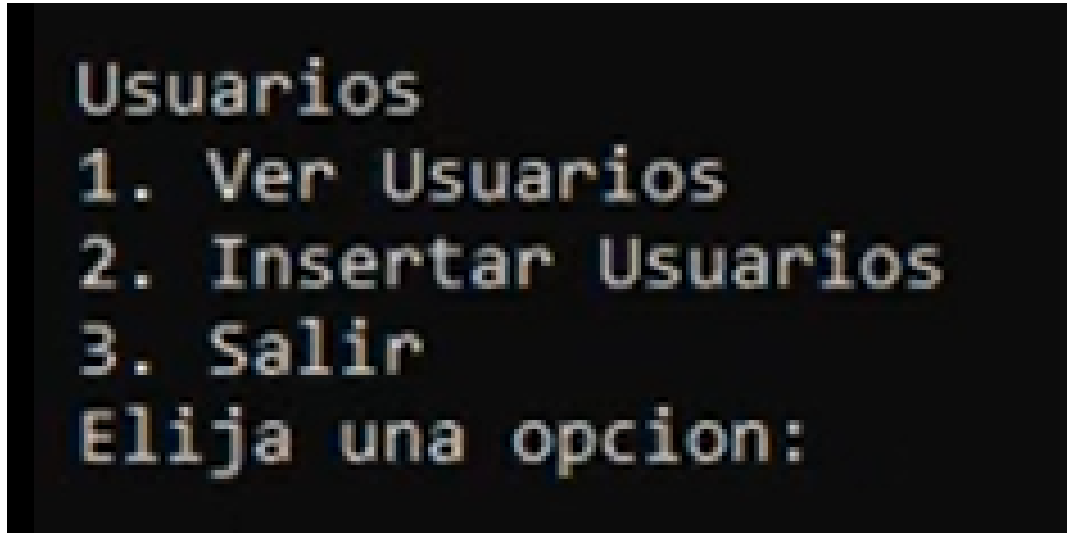 Usuarios
1. Ver Usuarios
2. Insertar Usuarios
3. Salir
Elija una opcion: